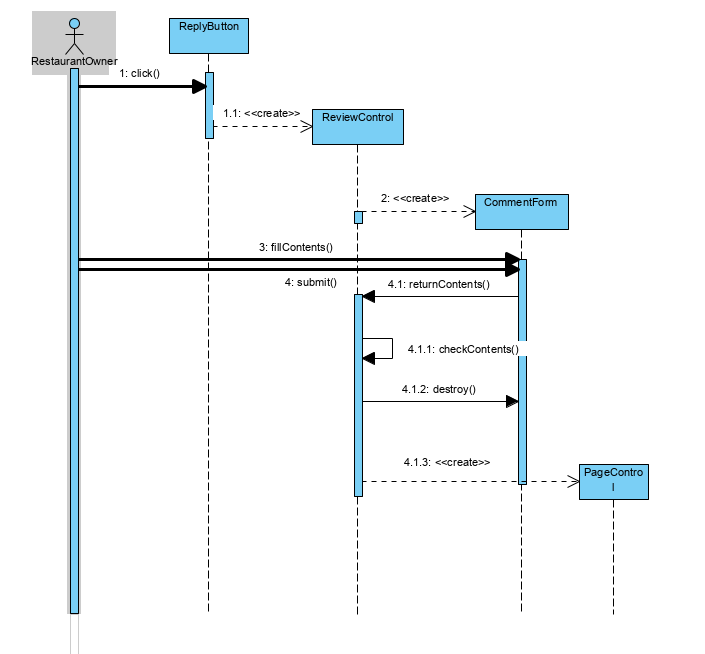 ReplyButton
RestaurantOwner
1: click()
1.1: <<create>>
ReviewControl
2: <<create>>
CommentForm
3: fillContents()
4: submit()
4.1: returnContents()
4.1.1: checkContents()
4.1.2: destroy()
4.1.3: <<create>>
PageContro
l